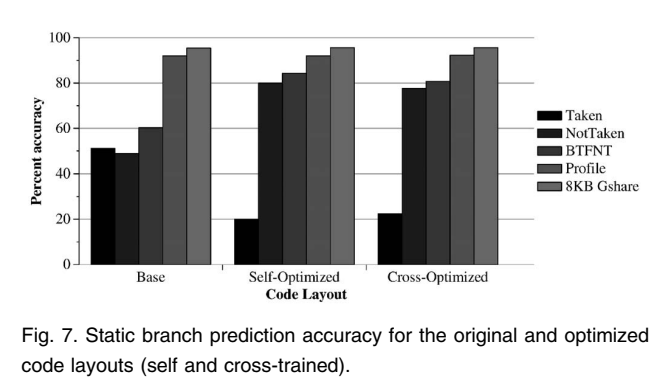 100
80
60
40
20
0
Percent accuracy
Base
Self-Optimized
Cross-Optimized
Code Layout
Taken
NotTaken
BTFNT
Profile
8KB Gshare
Fig. 7. Static branch prediction accuracy for the original and optimized
code layouts (self and cross-trained).